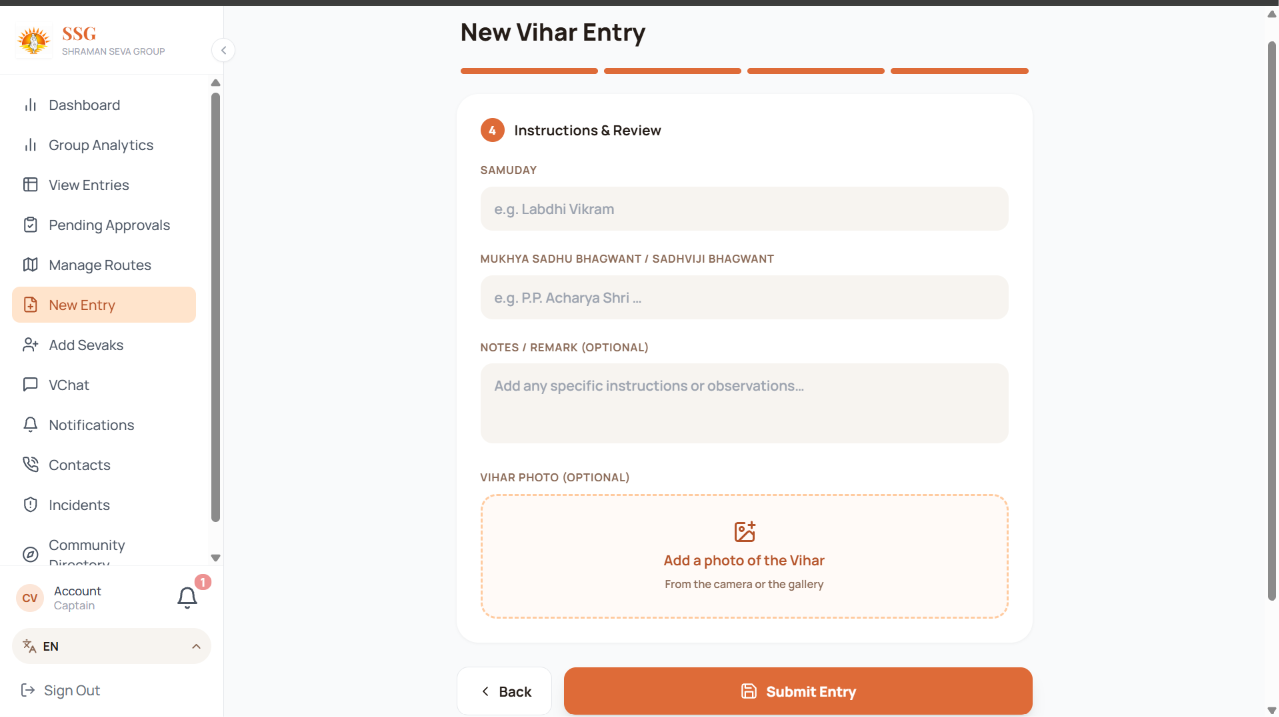 SSG
SHRAMAN SEVA GROUP
Dashboard
Group Analytics
View Entries
Pending Approvals
Manage Routes
New Entry
Add Sevaks
VChat
Notifications
Contacts
Incidents
Community
Directory
CV
Account
Captain
1
EN
Sign Out
New Vihar Entry
4 Instructions & Review
SAMUDAY
e.g. Labdhi Vikram
MUKHYA SADHU BHAGWANT / SADHVIJI BHAGWANT
e.g. P.P. Acharya Shri ...
NOTES / REMARK (OPTIONAL)
Add any specific instructions or observations...
VIHAR PHOTO (OPTIONAL)
Add a photo of the Vihar
From the camera or the gallery
Back
Submit Entry